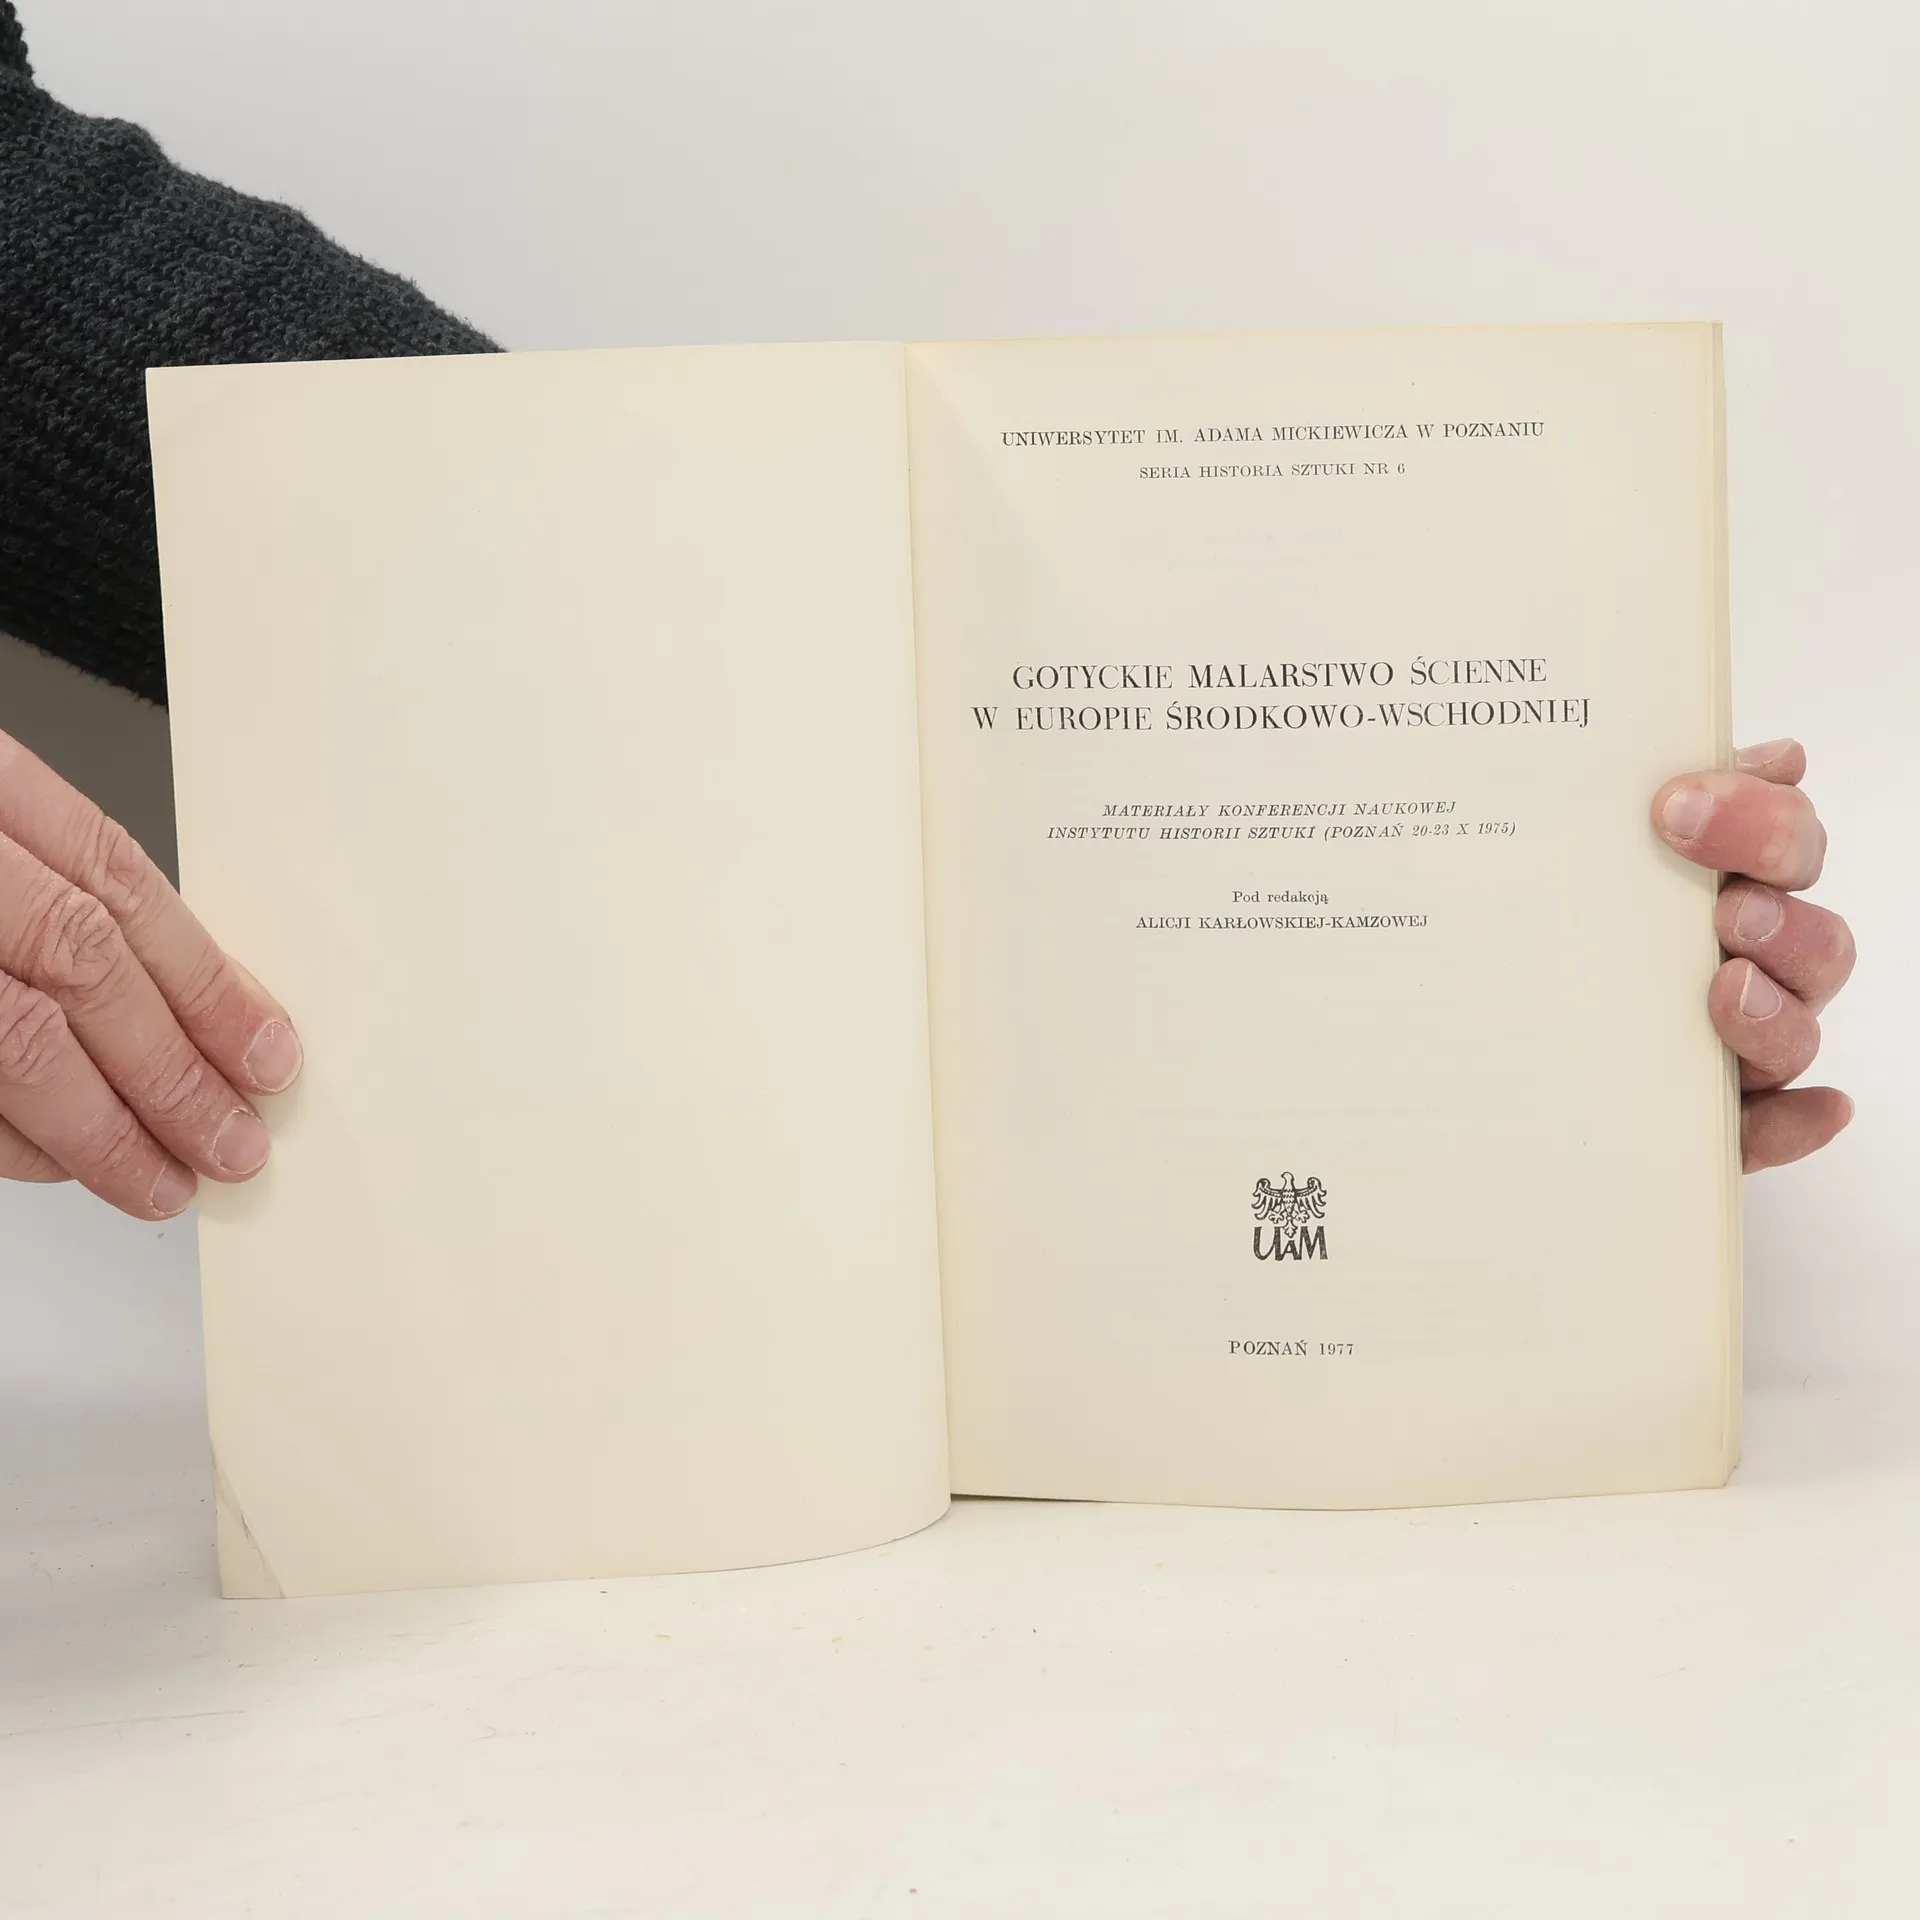 UNIWERSYTET IM. ADAMA MICKIEWICZA W POZNANIU
SERIA HISTORIA SZTUKI NR 6
GOTYCKIE MALARSTWO ŚCIENNE
W EUROPIE ŚRODKOWO-WSCHODNIEJ
MATERIAŁY KONFERENCJI NAUKOWEJ
INSTYTUTU HISTORII SZTUKI (POZNAŃ 20-23 X 1975)
Pod redakcją
ALICJI KARŁOWSKIEJ-KAMZOWEJ
UAM
POZNAŃ 1977